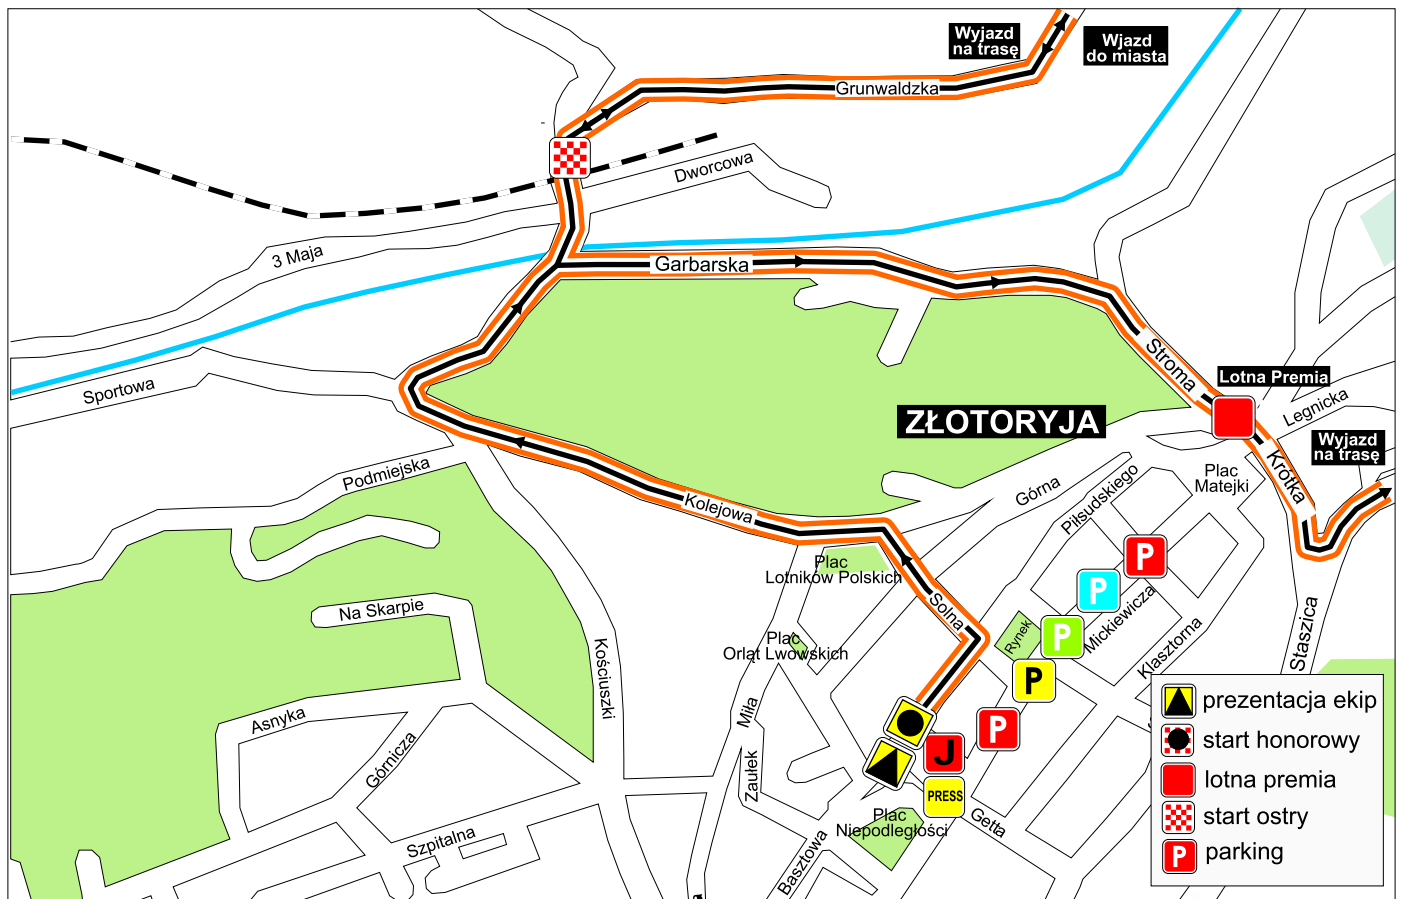 Wyjazd
na trasę
Wjazd
do miasta
Grunwaldzka
Dworcowa
3 Maja
Garbarska
Sportowa
Stroma
Lotna Premia
Legnicka
ZŁOTORYJA
Wyjazd
na trasę
Krótka
Plac
Matejki
Podmiejska
Górna
Piłsudskiego
Kolejowa
P
Plac
Lotników Polskich
P
Solna
Na Skarpie
Mickiewicza
Rynek
P
Klasztorna
Staszica
Plac
Orląt Lwowskich
Kościuszki
P
Miła
Asnyka
P
J
Górnicza
Zaułek
PRESS
Plac
Niepodległości
Getta
Szpitalna
Basztowa
prezentacja ekip
start honorowy
lotna premia
start ostry
P parking